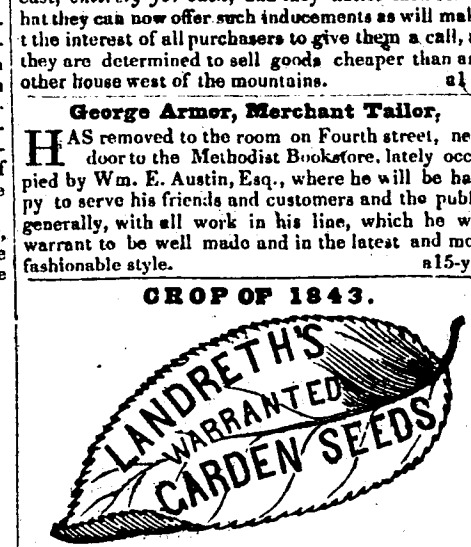 hat they can now offer such inducements as will
t the interest of all purchasers to give them a call,
they are determined to sell goods cheaper than
other house west of the mountains.
George Armor, Merchant Tailor,
HAS removed to the room on Fourth street, ne
door to the Methodist Bookstore, lately occ
pied by Wm. E. Austin, Esq., where he will be ha
py to serve his friends and customers and the publ
generally, with all work in his line, which he w
warrant to be well made and in the latest and mo
fashionable style. a15-y
CROP OF 1843.
LANDRETH'S
WARRANTED
GARDEN SEEDS